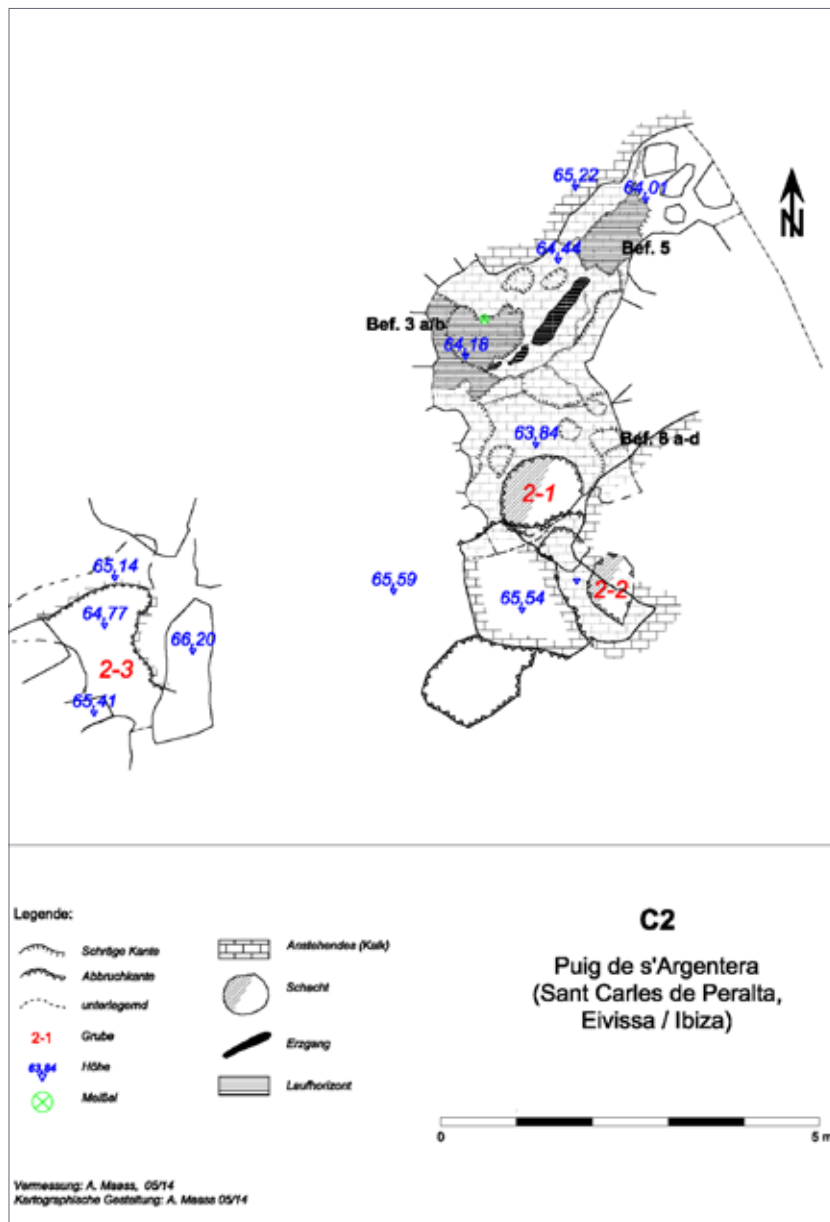 65,22
64,01
N
64,44
Bef. 5
Bef. 3 a/b
64,18
63,84
Bef. 8 a-d
2-1
65,14
65,59
65,54
2-2
64,77
66,20
2-3
65,41
Legende:
Schräge Kante
Abbruchkante
unterlegernd
2-1 Grube
63,84 Höhe
Meißel
Anstehendes (Kalk)
Schacht
Erzgang
Laufhorizont
C2
Puig de s'Argentera
(Sant Carles de Peralta,
Eivissa / Ibiza)
0 5 m
Vermessung: A. Maass, 05/14
Kartographische Gestaltung: A. Maass 05/14